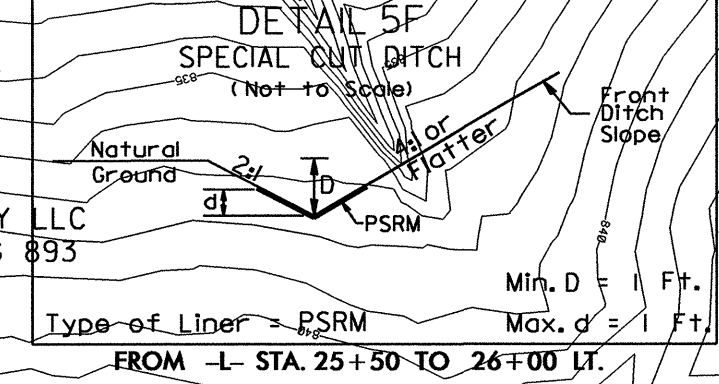 DETAIL 5F
SPECIAL CUT DITCH
(Not to Scale)
835
835
Front
Ditch
Slope
Natural
Ground
2:1
4:1 or
Flatter
D
d
PSRM
Y LLC
893
840
Min. D = 1 Ft.
Type of Liner = PSRM
Max. d = 1 Ft.
840
FROM -L- STA. 25+50 TO 26+00 LT.